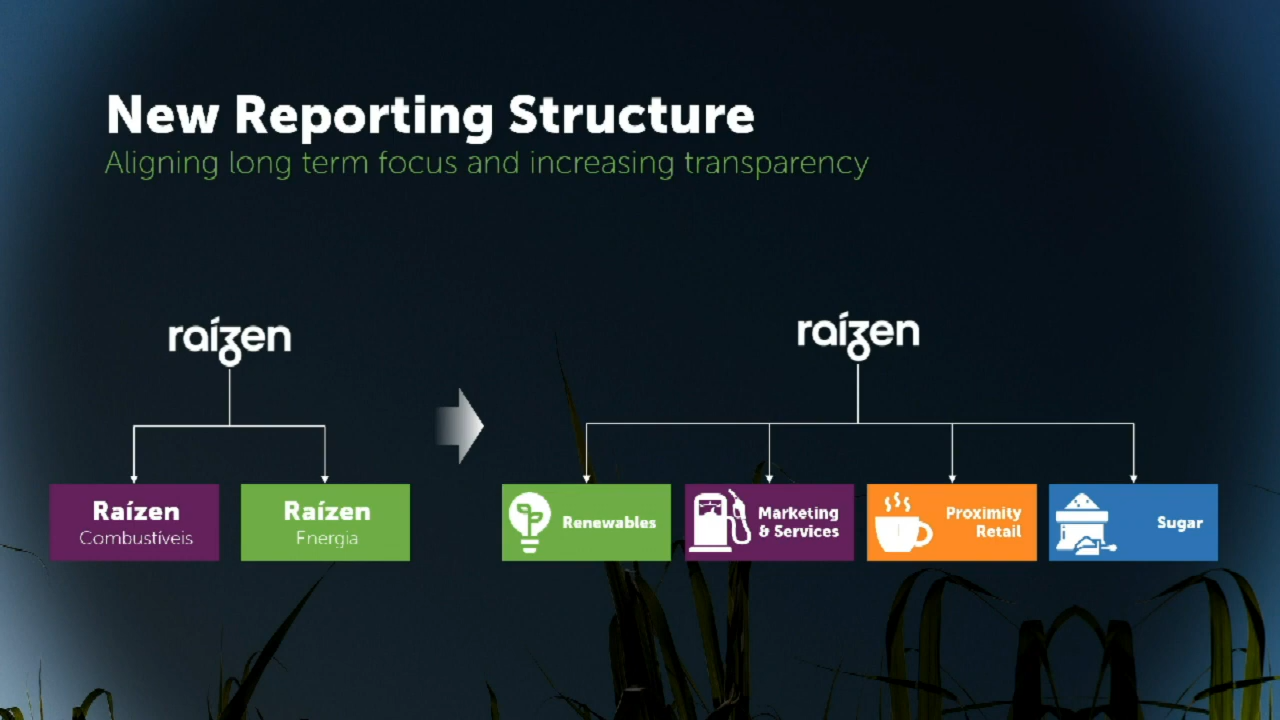 New Reporting Structure
Aligning long term focus and increasing transparency
raízen
raízen
Raízen
Combustíveis
Raízen
Energia
Renewables
Marketing
& Services
Proximity
Retail
Sugar